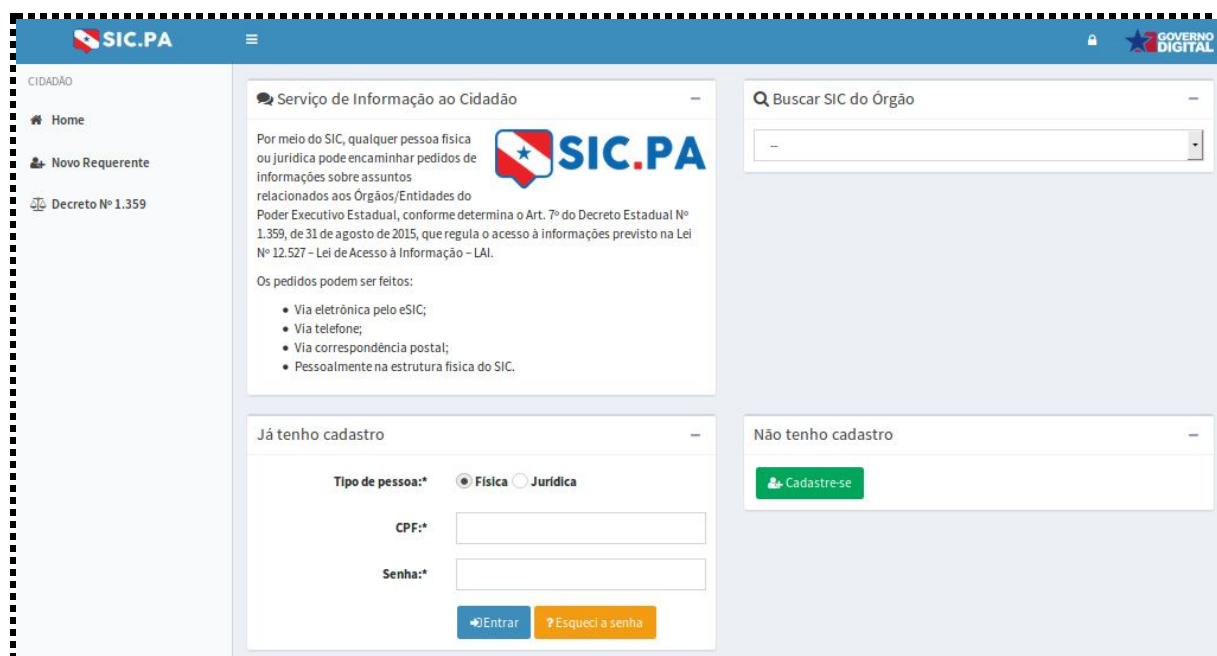 SIC.PA
GOVERNO
DIGITAL
CIDADÃO
Home
Novo Requerente
Decreto Nº 1.359
Serviço de Informação ao Cidadão
Por meio do SIC, qualquer pessoa física
ou jurídica pode encaminhar pedidos de
informações sobre assuntos
relacionados aos Órgãos/Entidades do
Poder Executivo Estadual, conforme determina o Art. 7º do Decreto Estadual Nº
1.359, de 31 de agosto de 2015, que regula o acesso à informações previsto na Lei
Nº 12.527 – Lei de Acesso à Informação – LAI.
SIC.PA
Os pedidos podem ser feitos:
• Via eletrônica pelo eSIC;
• Via telefone;
• Via correspondência postal;
• Pessoalmente na estrutura física do SIC.
Buscar SIC do Órgão
--
Já tenho cadastro
Tipo de pessoa:* Física Jurídica
CPF:*
Senha:*
Entrar ? Esqueci a senha
Não tenho cadastro
Cadastre-se